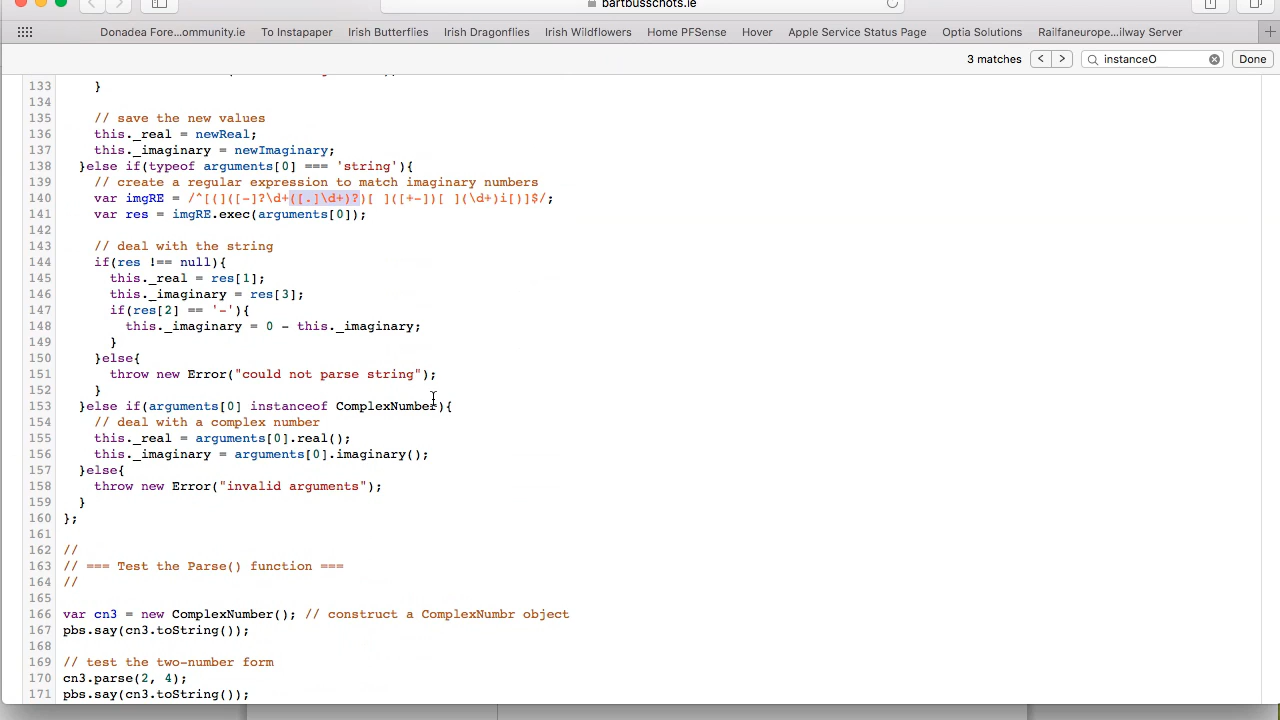 bartbusschots.ie
Donadea Fore...ommunity.ie To Instapaper Irish Butterflies Irish Dragonflies Irish Wildflowers Home PFSense Hover Apple Service Status Page Optia Solutions Railfaneurope...ilway Server
3 matches instanceO Done
133 }
134
135 // save the new values
136 this._real = newReal;
137 this._imaginary = newImaginary;
138 }else if(typeof arguments[0] === 'string'){
139 // create a regular expression to match imaginary numbers
140 var imgRE = /^[(]([-]?\d+([.]\d+)?)[ ]([+-])[ ](\d+)i[)]$/;
141 var res = imgRE.exec(arguments[0]);
142
143 // deal with the string
144 if(res !== null){
145 this._real = res[1];
146 this._imaginary = res[3];
147 if(res[2] == '-'){
148 this._imaginary = 0 - this._imaginary;
149 }
150 }else{
151 throw new Error("could not parse string");
152 }
153 }else if(arguments[0] instanceof ComplexNumber){
154 // deal with a complex number
155 this._real = arguments[0].real();
156 this._imaginary = arguments[0].imaginary();
157 }else{
158 throw new Error("invalid arguments");
159 }
160 };
161
162 //
163 // === Test the Parse() function ===
164 //
165
166 var cn3 = new ComplexNumber(); // construct a ComplexNumbr object
167 pbs.say(cn3.toString());
168
169 // test the two-number form
170 cn3.parse(2, 4);
171 pbs.say(cn3.toString());